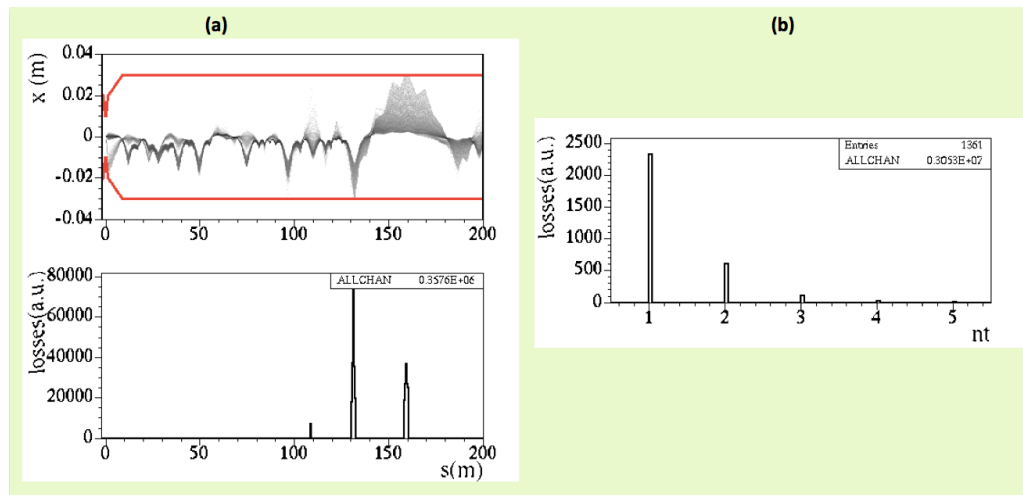 (a)
(b)
x (m)
0.04
0.02
0
-0.02
-0.04
0 50 100 150 200
losses(a.u.)
80000
60000
40000
20000
0
ALLCHAN 0.3576E+06
0 50 100 150 200
s(m)
losses(a.u.)
2500
2000
1500
1000
500
0
Entries 1361
ALLCHAN 0.3053E+07
1 2 3 4 5
nt